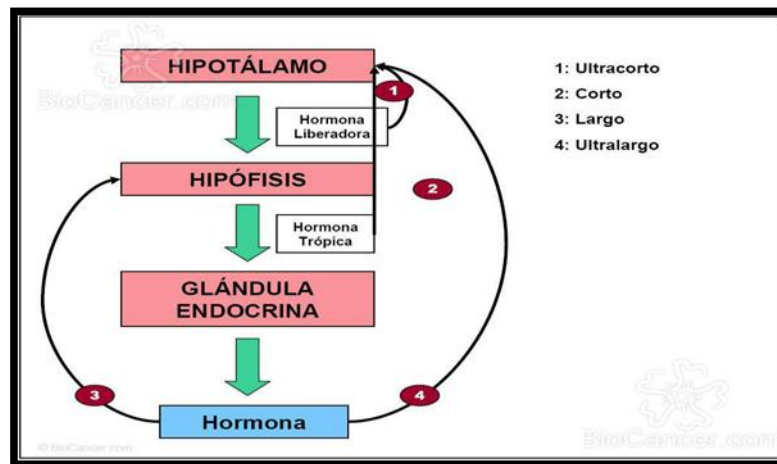 HIPOTÁLAMO
1
Hormona
Liberadora
HIPÓFISIS
2
Hormona
Trópica
GLÁNDULA
ENDOCRINA
3
4
Hormona
1: Ultracorto
2: Corto
3: Largo
4: Ultralargo
BioCancer.com
© BioCancer.com
BioCancer.com